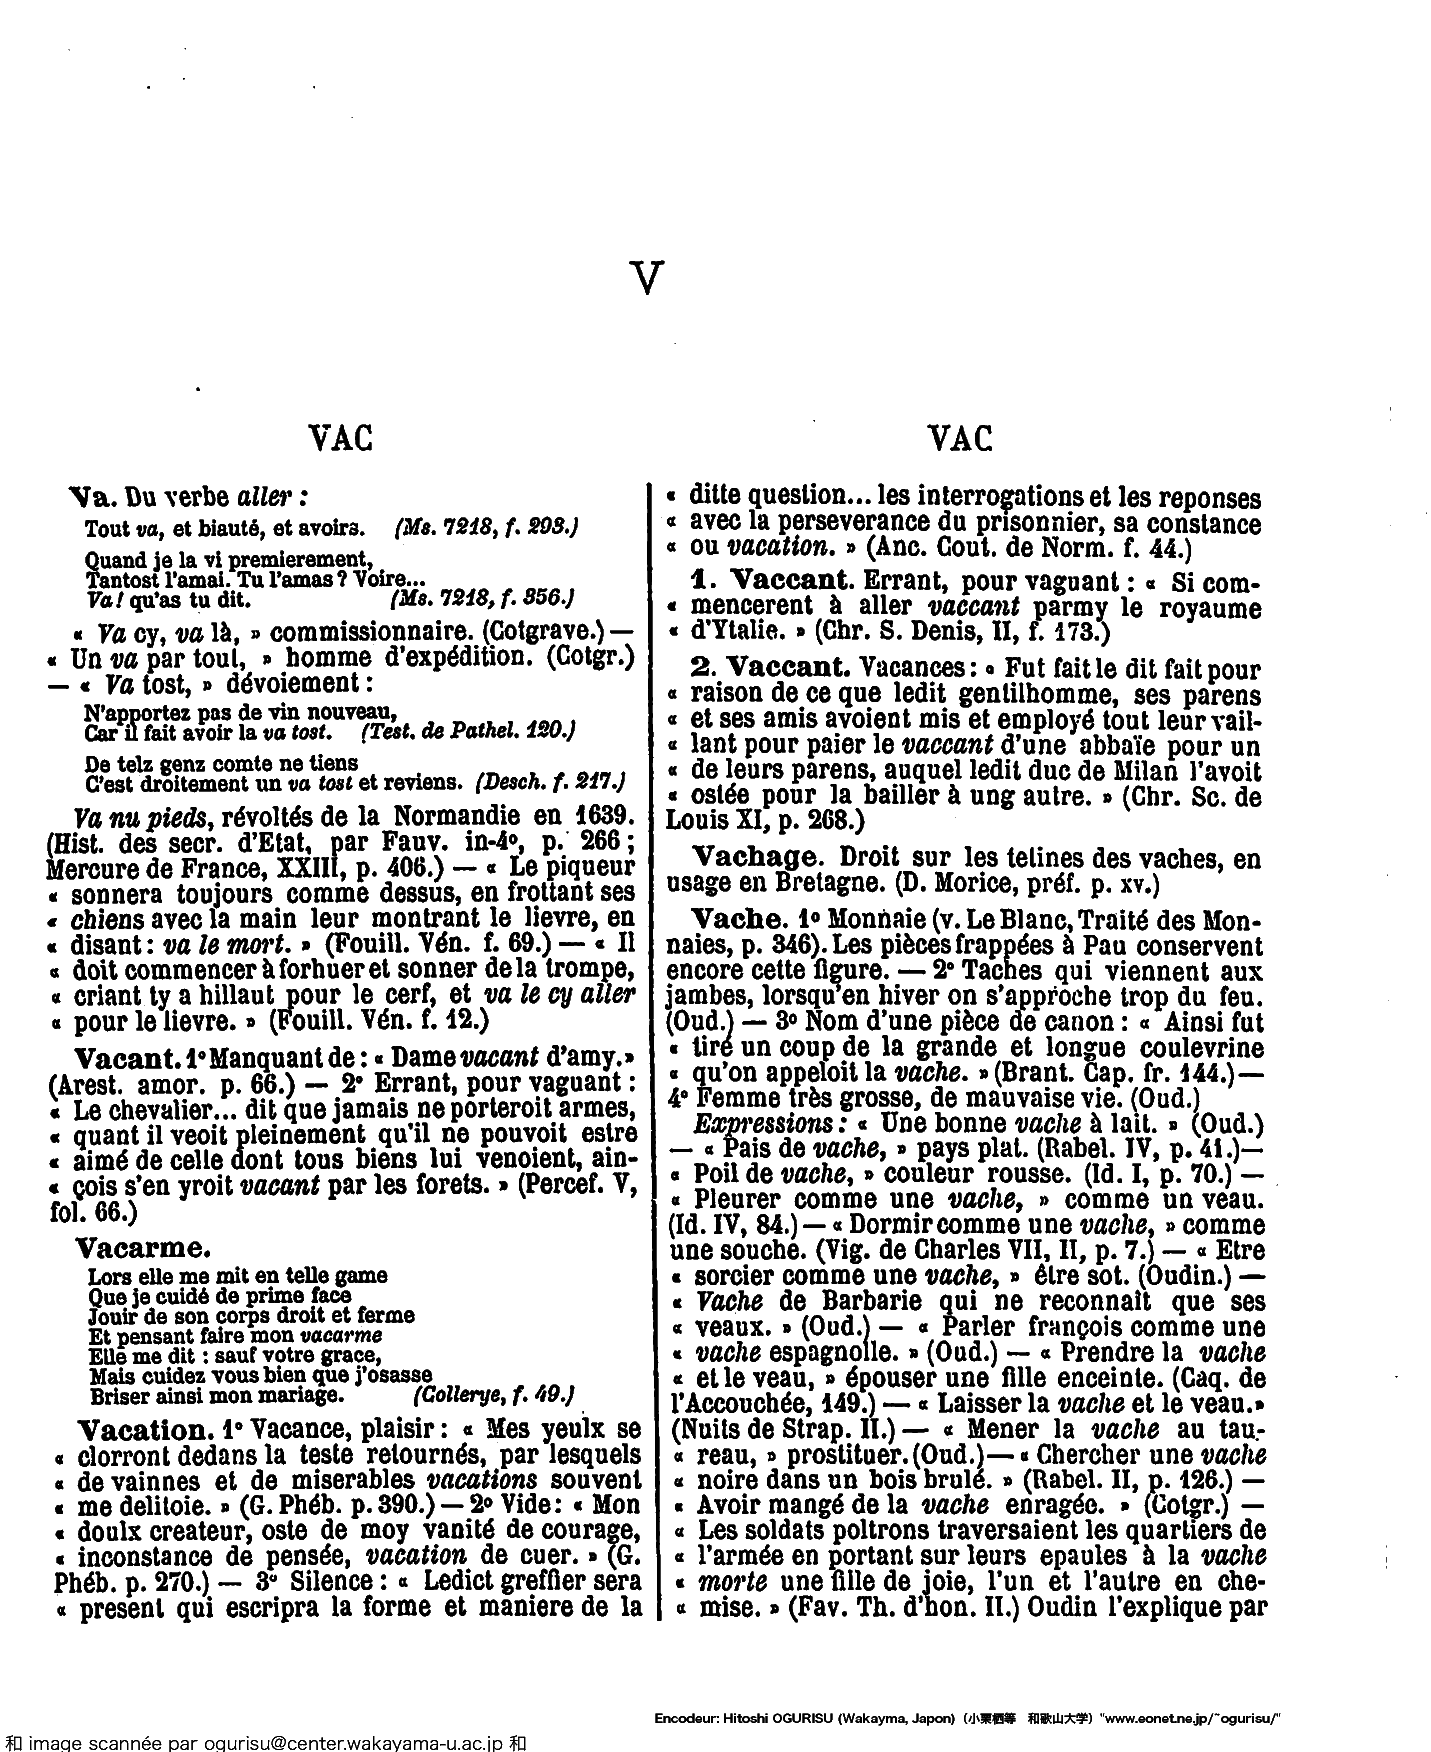 V
VAC
Va. Du verbe aller :
Tout va, et biauté, et avoirs. (Ms. 7218, f. 293.)
Quand je la vi premierement,
Tantost l'amai. Tu l'amas ? Voire...
Va ! qu'as tu dit. (Ms. 7218, f. 356.)
« Va cy, va là, » commissionnaire. (Cotgrave.) —
« Un va par tout, » homme d'expédition. (Cotgr.)
— « Va tost, » dévoiement :
N'apportez pas de vin nouveau,
Car il fait avoir la va tost. (Test. de Pathel. 120.)
De telz genz comte ne tiens
C'est droitement un va tost et reviens. (Desch. f. 217.)
Va nu pieds, révoltés de la Normandie en 1639.
(Hist. des secr. d'Etat, par Fauv. in-4º, p. 266 ;
Mercure de France, XXIII, p. 406.) — « Le piqueur
« sonnera toujours comme dessus, en frottant ses
« chiens avec la main leur montrant le lievre, en
« disant : va le mort. » (Fouill. Vén. f. 69.) — « Il
« doit commencer à forhuer et sonner de la trompe,
« criant ty a hillaut pour le cerf, et va le cy aller
« pour le lievre. » (Fouill. Vén. f. 12.)
Vacant. 1º Manquant de : « Dame vacant d'amy. »
(Arest. amor. p. 66.) — 2º Errant, pour vaguant :
« Le chevalier... dit que jamais ne porteroit armes,
« quant il veoit pleinement qu'il ne pouvoit estre
« aimé de celle dont tous biens lui venoient, ain-
« çois s'en yroit vacant par les forets. » (Percef. V,
fol. 66.)
Vacarme.
Lors elle me mit en telle game
Que je cuidé de prime face
Jouir de son corps droit et ferme
Et pensant faire mon vacarme
Elle me dit : sauf votre grace,
Mais cuidez vous bien que j'osasse
Briser ainsi mon mariage. (Collerye, f. 49.)
Vacation. 1º Vacance, plaisir : « Mes yeulx se
« clorront dedans la teste retournés, par lesquels
« de vainnes et de miserables vacations souvent
« me delitoie. » (G. Phéb. p. 390.) — 2º Vide : « Mon
« doulx createur, oste de moy vanité de courage,
« inconstance de pensée, vacation de cuer. » (G.
Phéb. p. 270.) — 3º Silence : « Ledict greffier sera
« present qui escripra la forme et maniere de la
VAC
« ditte question... les interrogations et les reponses
« avec la perseverance du prisonnier, sa constance
« ou vacation. » (Anc. Cout. de Norm. f. 44.)
1. Vaccant. Errant, pour vaguant : « Si com-
« mencerent à aller vaccant parmy le royaume
« d'Ytalie. » (Chr. S. Denis, II, f. 173.)
2. Vaccant. Vacances : « Fut fait le dit fait pour
« raison de ce que ledit gentilhomme, ses parens
« et ses amis avoient mis et employé tout leur vail-
« lant pour paier le vaccant d'une abbaïe pour un
« de leurs parens, auquel ledit duc de Milan l'avoit
« ostée pour la bailler à ung autre. » (Chr. Sc. de
Louis XI, p. 268.)
Vachage. Droit sur les tetines des vaches, en
usage en Bretagne. (D. Morice, préf. p. xv.)
Vache. 1º Monnaie (v. Le Blanc, Traité des Mon-
naies, p. 346). Les pièces frappées à Pau conservent
encore cette figure. — 2º Taches qui viennent aux
jambes, lorsqu'en hiver on s'approche trop du feu.
(Oud.) — 3º Nom d'une pièce de canon : « Ainsi fut
« tiré un coup de la grande et longue coulevrine
« qu'on appeloit la vache. » (Brant. Cap. fr. 144.) —
4º Femme très grosse, de mauvaise vie. (Oud.)
Expressions : « Une bonne vache à lait. » (Oud.)
— « Pais de vache, » pays plat. (Rabel. IV, p. 41.) —
« Poil de vache, » couleur rousse. (Id. I, p. 70.) —
« Pleurer comme une vache, » comme un veau.
(Id. IV, 84.) — « Dormir comme une vache, » comme
une souche. (Vig. de Charles VII, II, p. 7.) — « Etre
« sorcier comme une vache, » être sot. (Oudin.) —
« Vache de Barbarie qui ne reconnaît que ses
« veaux. » (Oud.) — « Parler françois comme une
« vache espagnolle. » (Oud.) — « Prendre la vache
« et le veau, » épouser une fille enceinte. (Caq. de
l'Accouchée, 149.) — « Laisser la vache et le veau. »
(Nuits de Strap. II.) — « Mener la vache au tau-
« reau, » prostituer. (Oud.) — « Chercher une vache
« noire dans un bois brulé. » (Rabel. II, p. 126.) —
« Avoir mangé de la vache enragée. » (Cotgr.) —
« Les soldats poltrons traversaient les quartiers de
« l'armée en portant sur leurs epaules à la vache
« morte une fille de joie, l'un et l'autre en che-
« mise. » (Fav. Th. d'hon. II.) Oudin l'explique par
Encodeur: Hitoshi OGURISU (Wakayma, Japon) (小栗栖等 和歌山大学) "www.eonet.ne.jp/~ogurisu/"
和 image scannée par ogurisu@center.wakayama-u.ac.jp 和